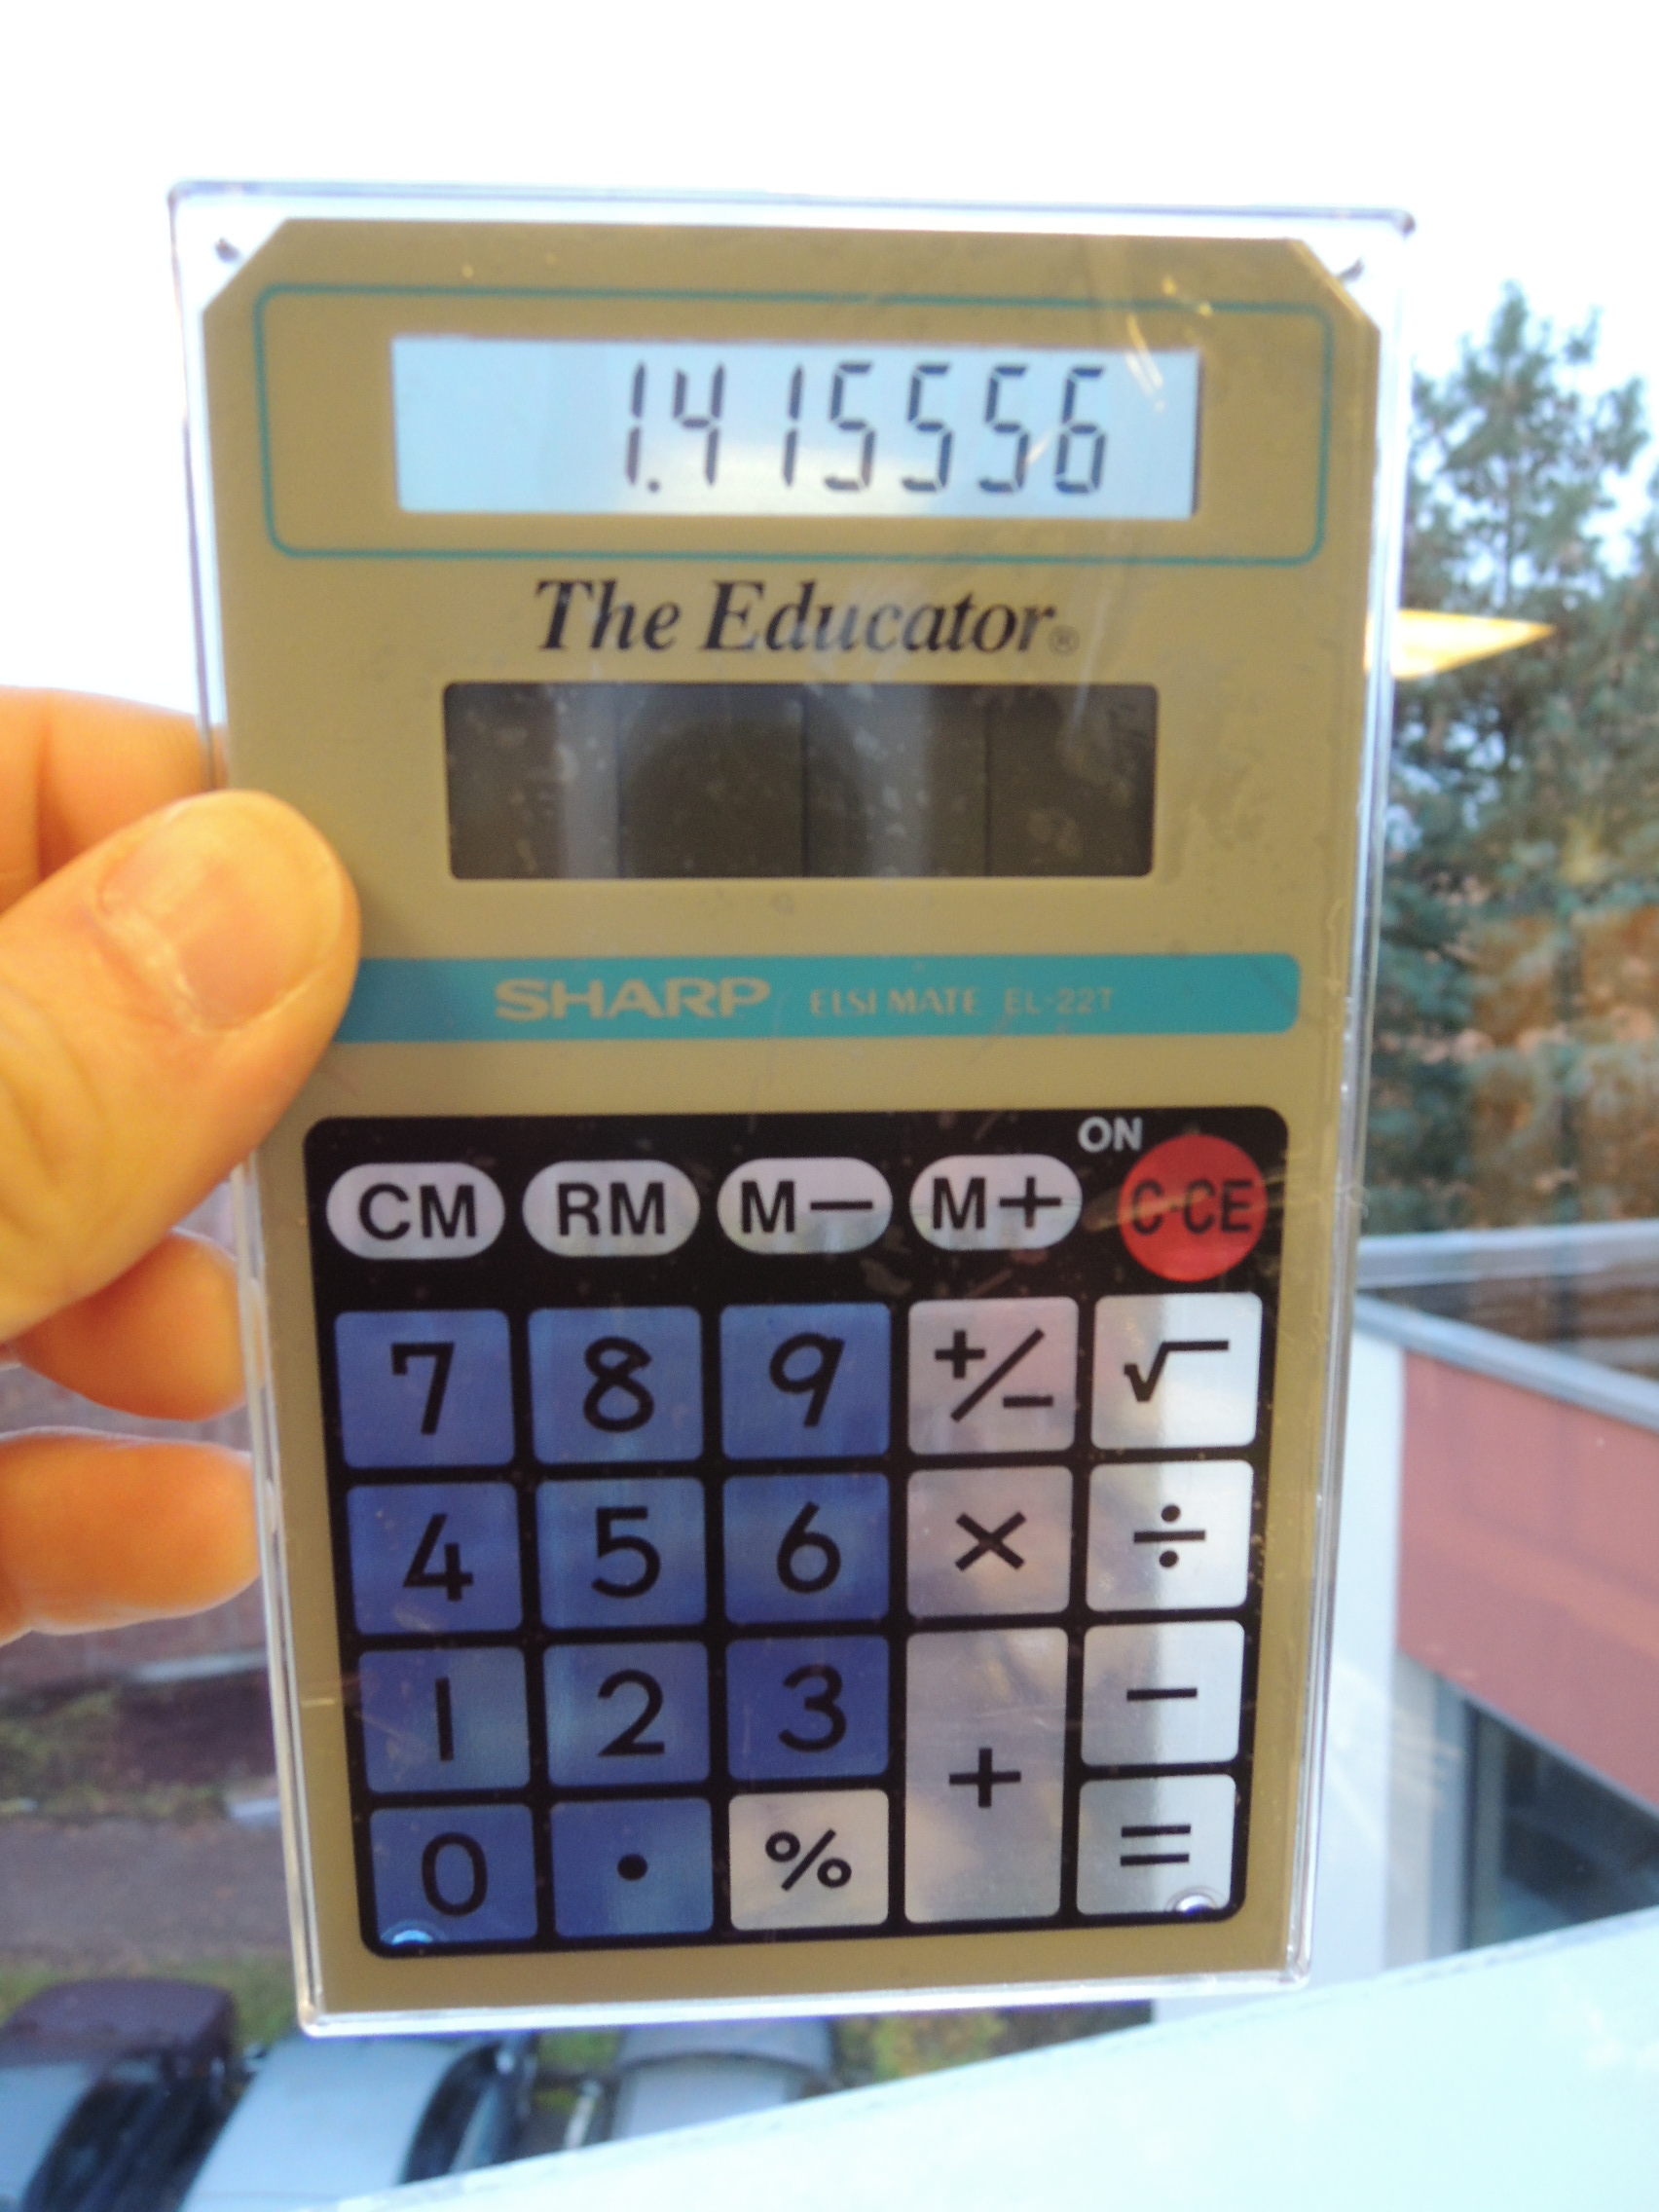 1.415556
The Educator®
SHARP ELSI MATE EL-22T
ON
CM RM M− M+ C·CE
7 8 9 +/− √
4 5 6 × ÷
1 2 3 + −
0 . % =